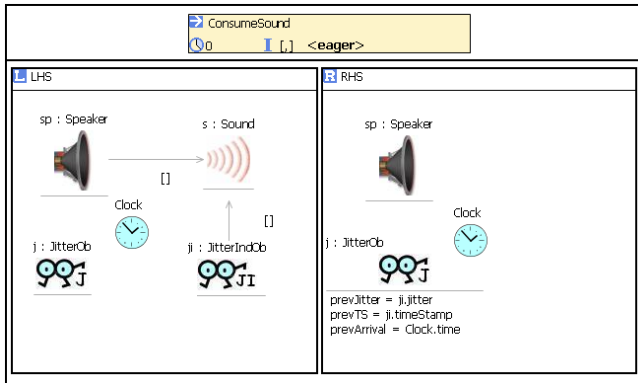 ConsumeSound
0 I [,] <eager>
L LHS
sp : Speaker
s : Sound
[]
Clock
[]
j : JitterOb
ji : JitterIndOb
J
JI
R RHS
sp : Speaker
Clock
j : JitterOb
J
prevJitter = ji.jitter
prevTS = ji.timeStamp
prevArrival = Clock.time